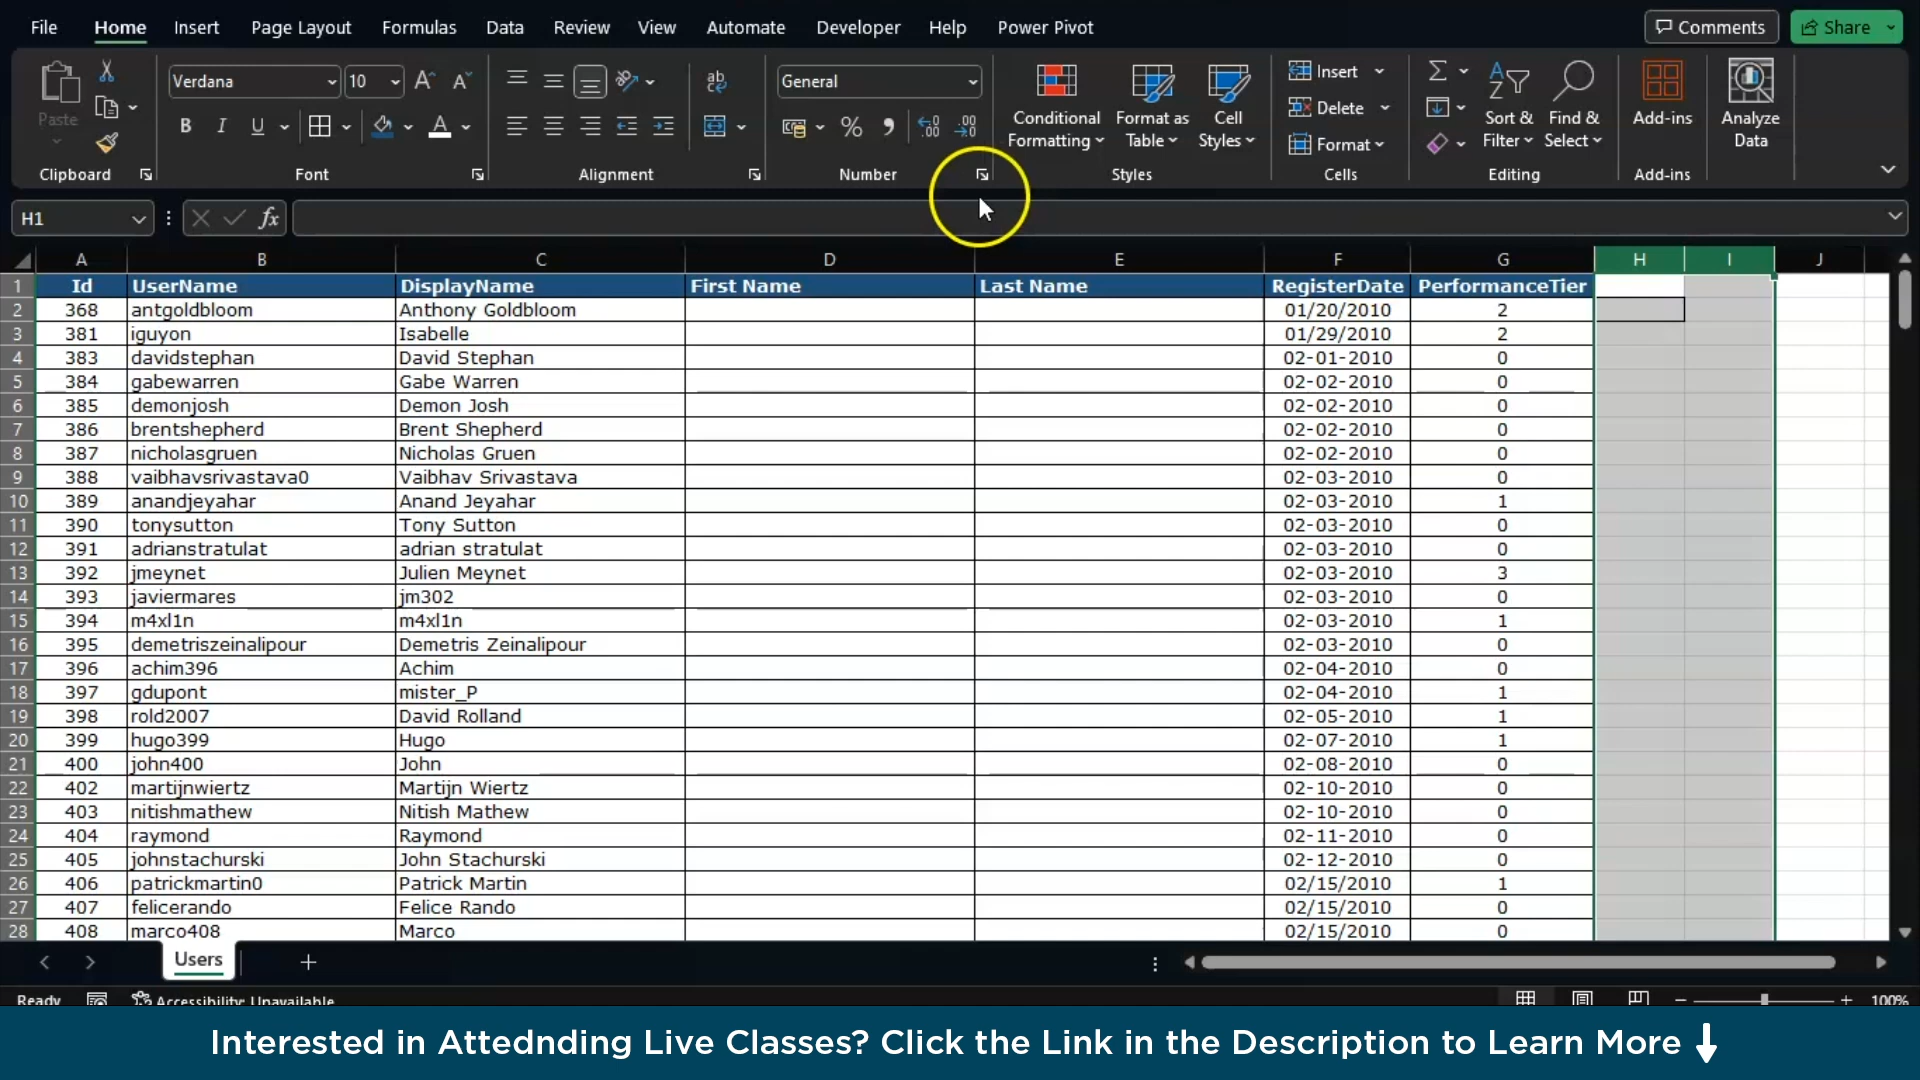 File Home Insert Page Layout Formulas Data Review View Automate Developer Help Power Pivot Comments Share
Paste Verdana 10 General Conditional Formatting Format as Table Cell Styles Insert Delete Format Sort & Filter Find & Select Add-ins Analyze Data
Clipboard Font Alignment Number Styles Cells Editing Add-ins
H1 fx
A B C D E F G H I J
1 Id UserName DisplayName First Name Last Name RegisterDate PerformanceTier
2 368 antgoldbloom Anthony Goldbloom 01/20/2010 2
3 381 iguyon Isabelle 01/29/2010 2
4 383 davidstephan David Stephan 02-01-2010 0
5 384 gabewarren Gabe Warren 02-02-2010 0
6 385 demonjosh Demon Josh 02-02-2010 0
7 386 brentshepherd Brent Shepherd 02-02-2010 0
8 387 nicholasgruen Nicholas Gruen 02-02-2010 0
9 388 vaibhavsrivastava0 Vaibhav Srivastava 02-03-2010 0
10 389 anandjeyahar Anand Jeyahar 02-03-2010 1
11 390 tonysutton Tony Sutton 02-03-2010 0
12 391 adrianstratulat adrian stratulat 02-03-2010 0
13 392 jmeynet Julien Meynet 02-03-2010 3
14 393 javiermares jm302 02-03-2010 0
15 394 m4xl1n m4xl1n 02-03-2010 1
16 395 demetriszeinalipour Demetris Zeinalipour 02-03-2010 0
17 396 achim396 Achim 02-04-2010 0
18 397 gdupont mister_P 02-04-2010 1
19 398 rold2007 David Rolland 02-05-2010 1
20 399 hugo399 Hugo 02-07-2010 1
21 400 john400 John 02-08-2010 0
22 402 martijnwiertz Martijn Wiertz 02-10-2010 0
23 403 nitishmathew Nitish Mathew 02-10-2010 0
24 404 raymond Raymond 02-11-2010 0
25 405 johnstachurski John Stachurski 02-12-2010 0
26 406 patrickmartin0 Patrick Martin 02/15/2010 1
27 407 felicerando Felice Rando 02/15/2010 0
28 408 marco408 Marco 02/15/2010 0
Users
Ready Accessibility: Unavailable 100%
Interested in Attednding Live Classes? Click the Link in the Description to Learn More